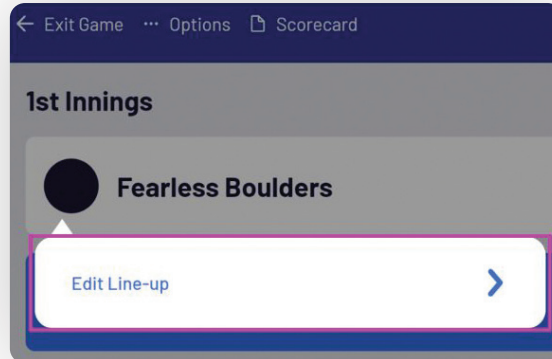 Exit Game ··· Options Scorecard
1st Innings
Fearless Boulders
Edit Line-up